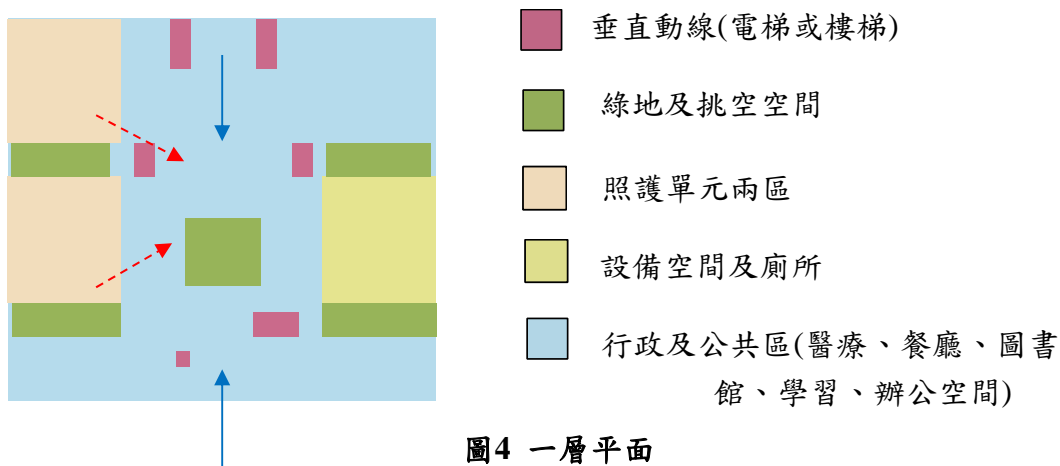 垂直動線(電梯或樓梯)
綠地及挑空空間
照護單元兩區
設備空間及廁所
行政及公共區(醫療、餐廳、圖書
館、學習、辦公空間)
圖4 一層平面